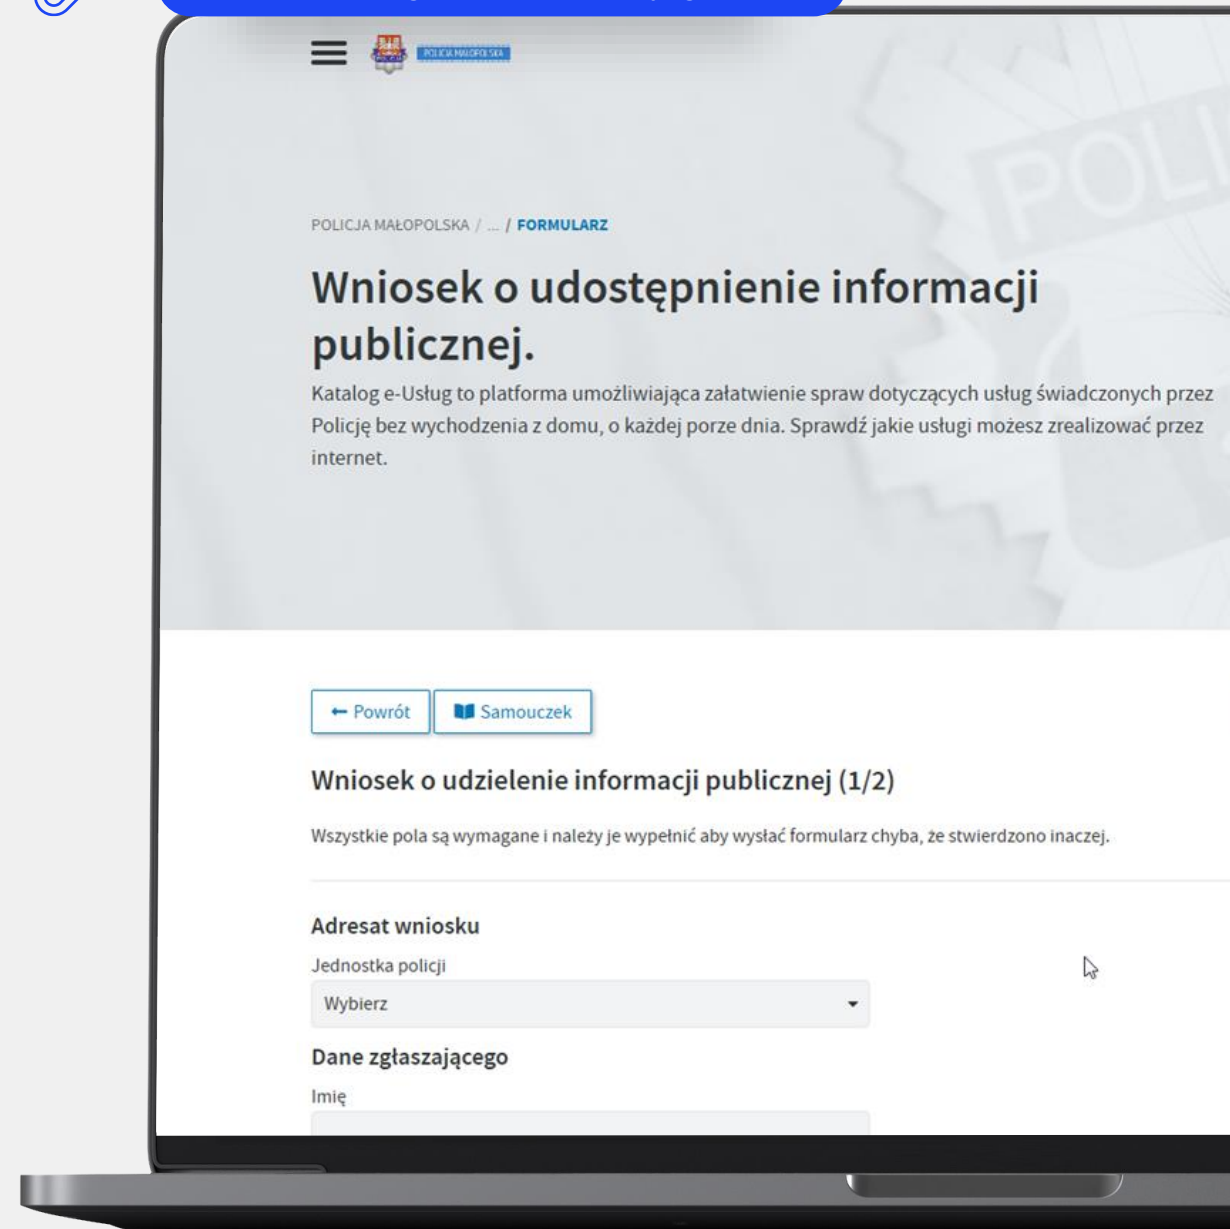 POLICJA MAŁOPOLSKA
POLI
POLICJA MAŁOPOLSKA / ... / FORMULARZ
Wniosek o udostępnienie informacji
publicznej.
Katalog e-Usług to platforma umożliwiająca załatwienie spraw dotyczących usług świadczonych przez
Policję bez wychodzenia z domu, o każdej porze dnia. Sprawdź jakie usługi możesz zrealizować przez
internet.
Powrót
Samouczek
Wniosek o udzielenie informacji publicznej (1/2)
Wszystkie pola są wymagane i należy je wypełnić aby wysłać formularz chyba, że stwierdzono inaczej.
Adresat wniosku
Jednostka policji
Wybierz
Dane zgłaszającego
Imię